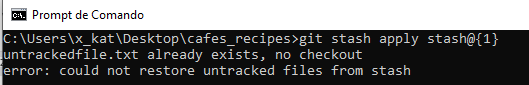 Prompt de Comando
C:\Users\x_kat\Desktop\cafes_recipes>git stash apply stash@{1}
untrackedfile.txt already exists, no checkout
error: could not restore untracked files from stash